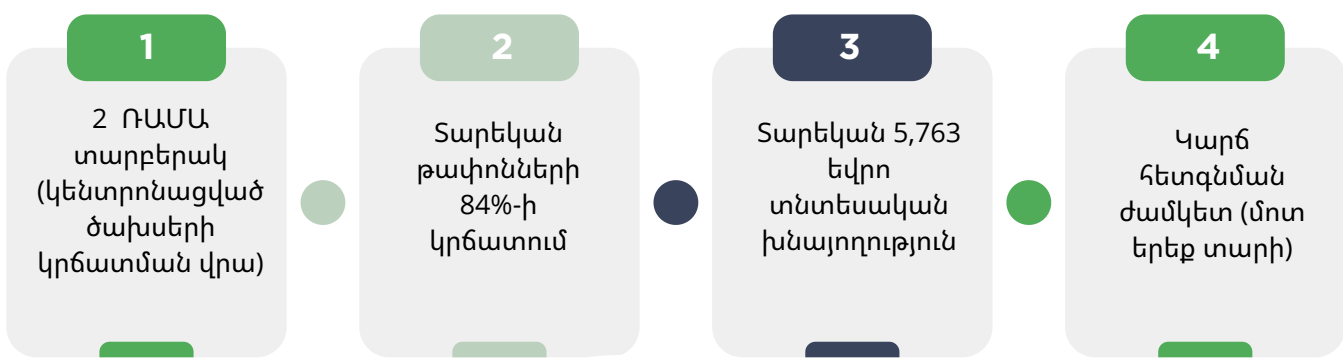 1
2 ՌԱՄԱ
տարբերակ
(կենտրոնացված
ծախսերի
կրճատման վրա)
2
Տարեկան
թափոնների
84%-ի
կրճատում
3
Տարեկան 5,763
եվրո
տնտեսական
խնայողություն
4
Կարճ
հետգնման
ժամկետ (մոտ
երեք տարի)